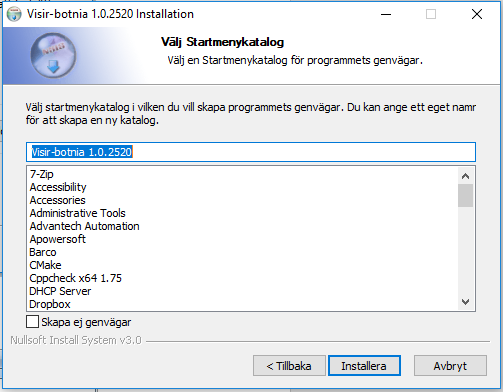 Visir-botnia 1.0.2520 Installation
Välj Startmenykatalog
Välj en Startmenykatalog för programmets genvägar.
Välj startmenykatalog i vilken du vill skapa programmets genvägar. Du kan ange ett eget namn
för att skapa en ny katalog.
Visir-botnia 1.0.2520
7-Zip
Accessibility
Accessories
Administrative Tools
Advantech Automation
Apowersoft
Barco
CMake
Cppcheck x64 1.75
DHCP Server
Dropbox
Skapa ej genvägar
Nullsoft Install System v3.0
< Tillbaka
Installera
Avbryt